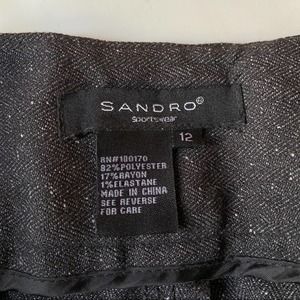 SANDRO®
sportswear
12
RN#100170
82%POLYESTER
17%RAYON
1%ELASTANE
MADE IN CHINA
SEE REVERSE
FOR CARE